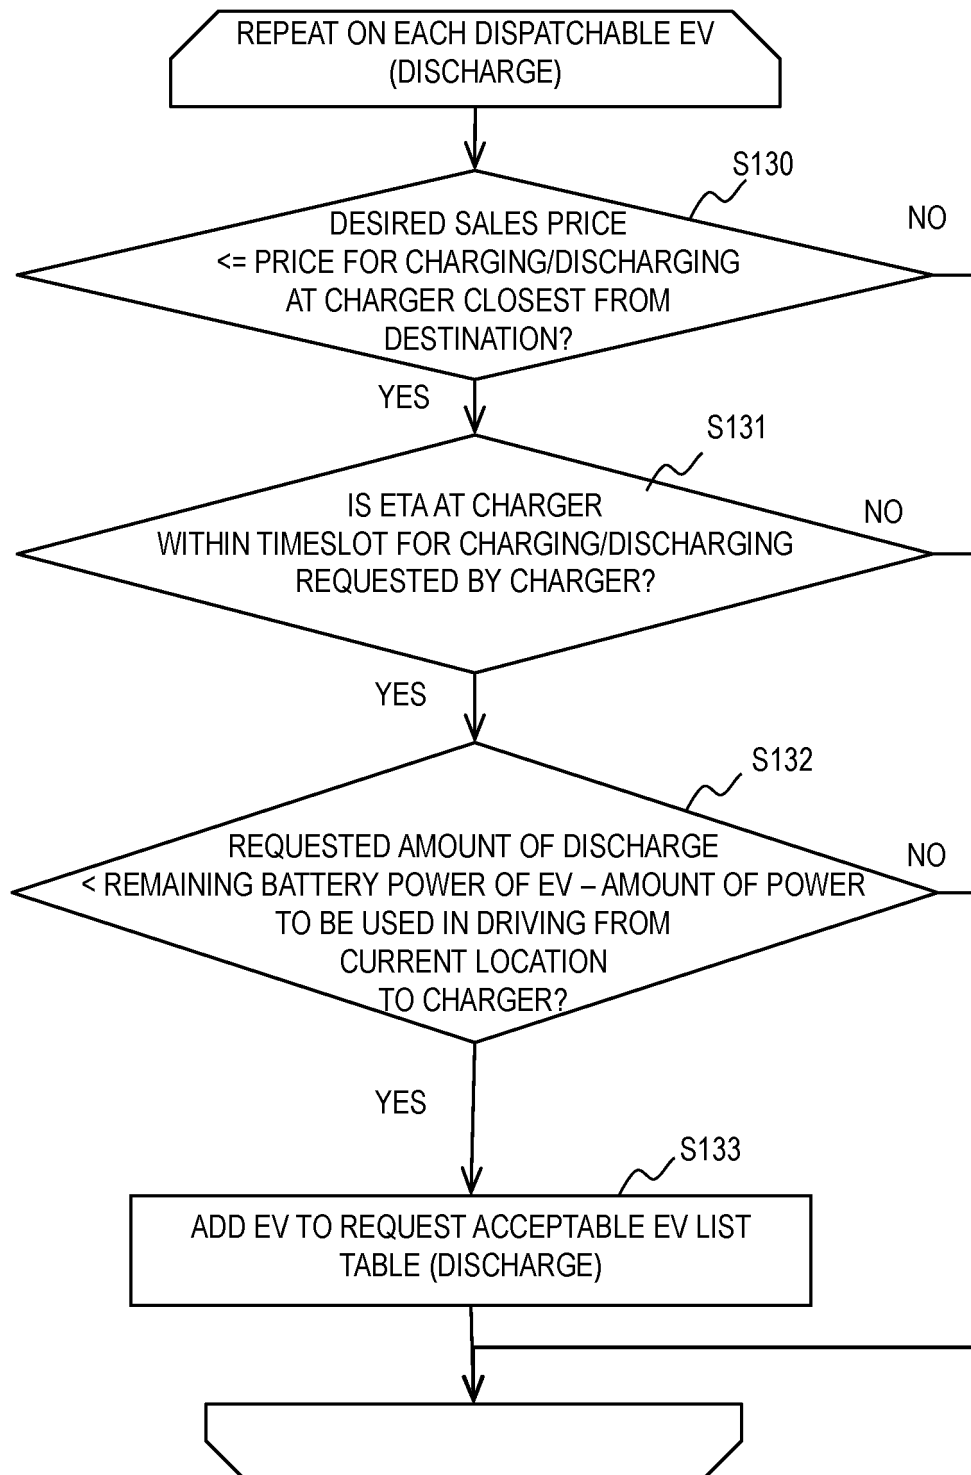 REPEAT ON EACH DISPATCHABLE EV
(DISCHARGE)
S130
NO
DESIRED SALES PRICE
<= PRICE FOR CHARGING/DISCHARGING
AT CHARGER CLOSEST FROM
DESTINATION?
YES
S131
NO
IS ETA AT CHARGER
WITHIN TIMESLOT FOR CHARGING/DISCHARGING
REQUESTED BY CHARGER?
YES
S132
NO
REQUESTED AMOUNT OF DISCHARGE
< REMAINING BATTERY POWER OF EV – AMOUNT OF POWER
TO BE USED IN DRIVING FROM
CURRENT LOCATION
TO CHARGER?
YES
S133
ADD EV TO REQUEST ACCEPTABLE EV LIST
TABLE (DISCHARGE)